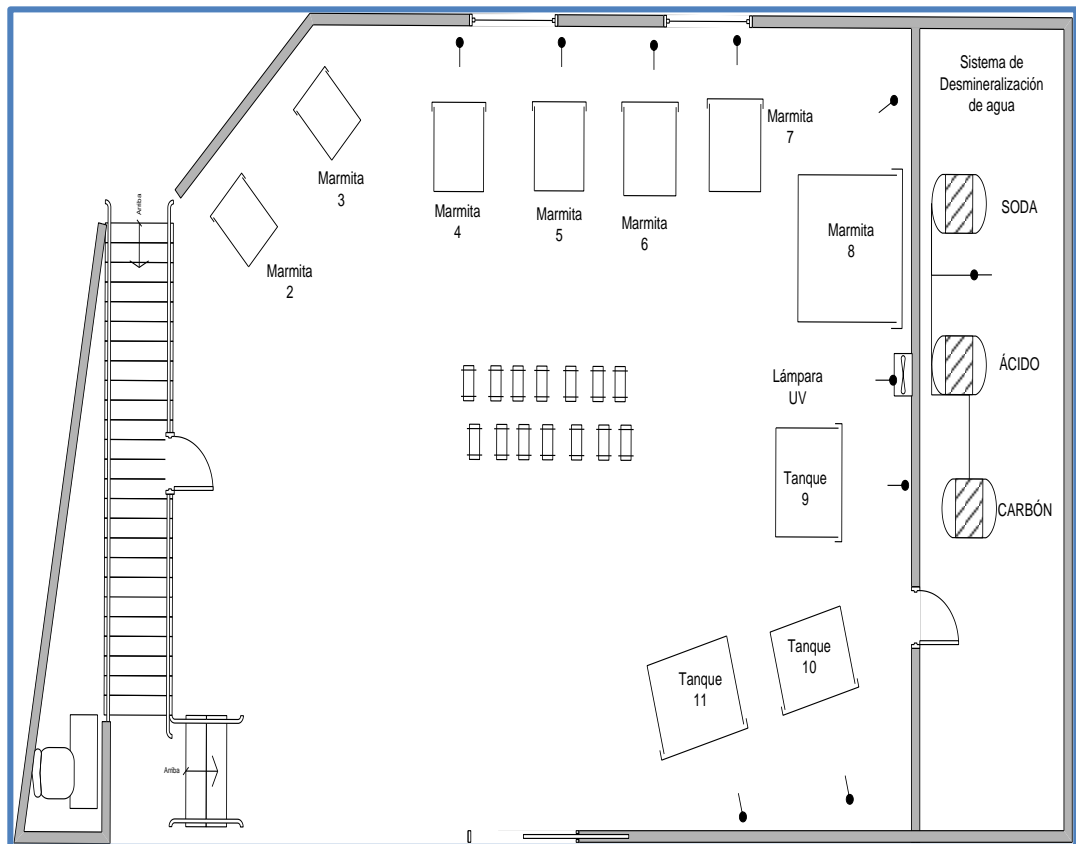 Sistema de
Desmineralización
de agua
Marmita
7
Marmita
3
Arriba
SODA
Marmita
4
Marmita
5
Marmita
6
Marmita
8
Marmita
2
ÁCIDO
Lámpara
UV
Tanque
9
CARBÓN
Tanque
10
Tanque
11
Arriba